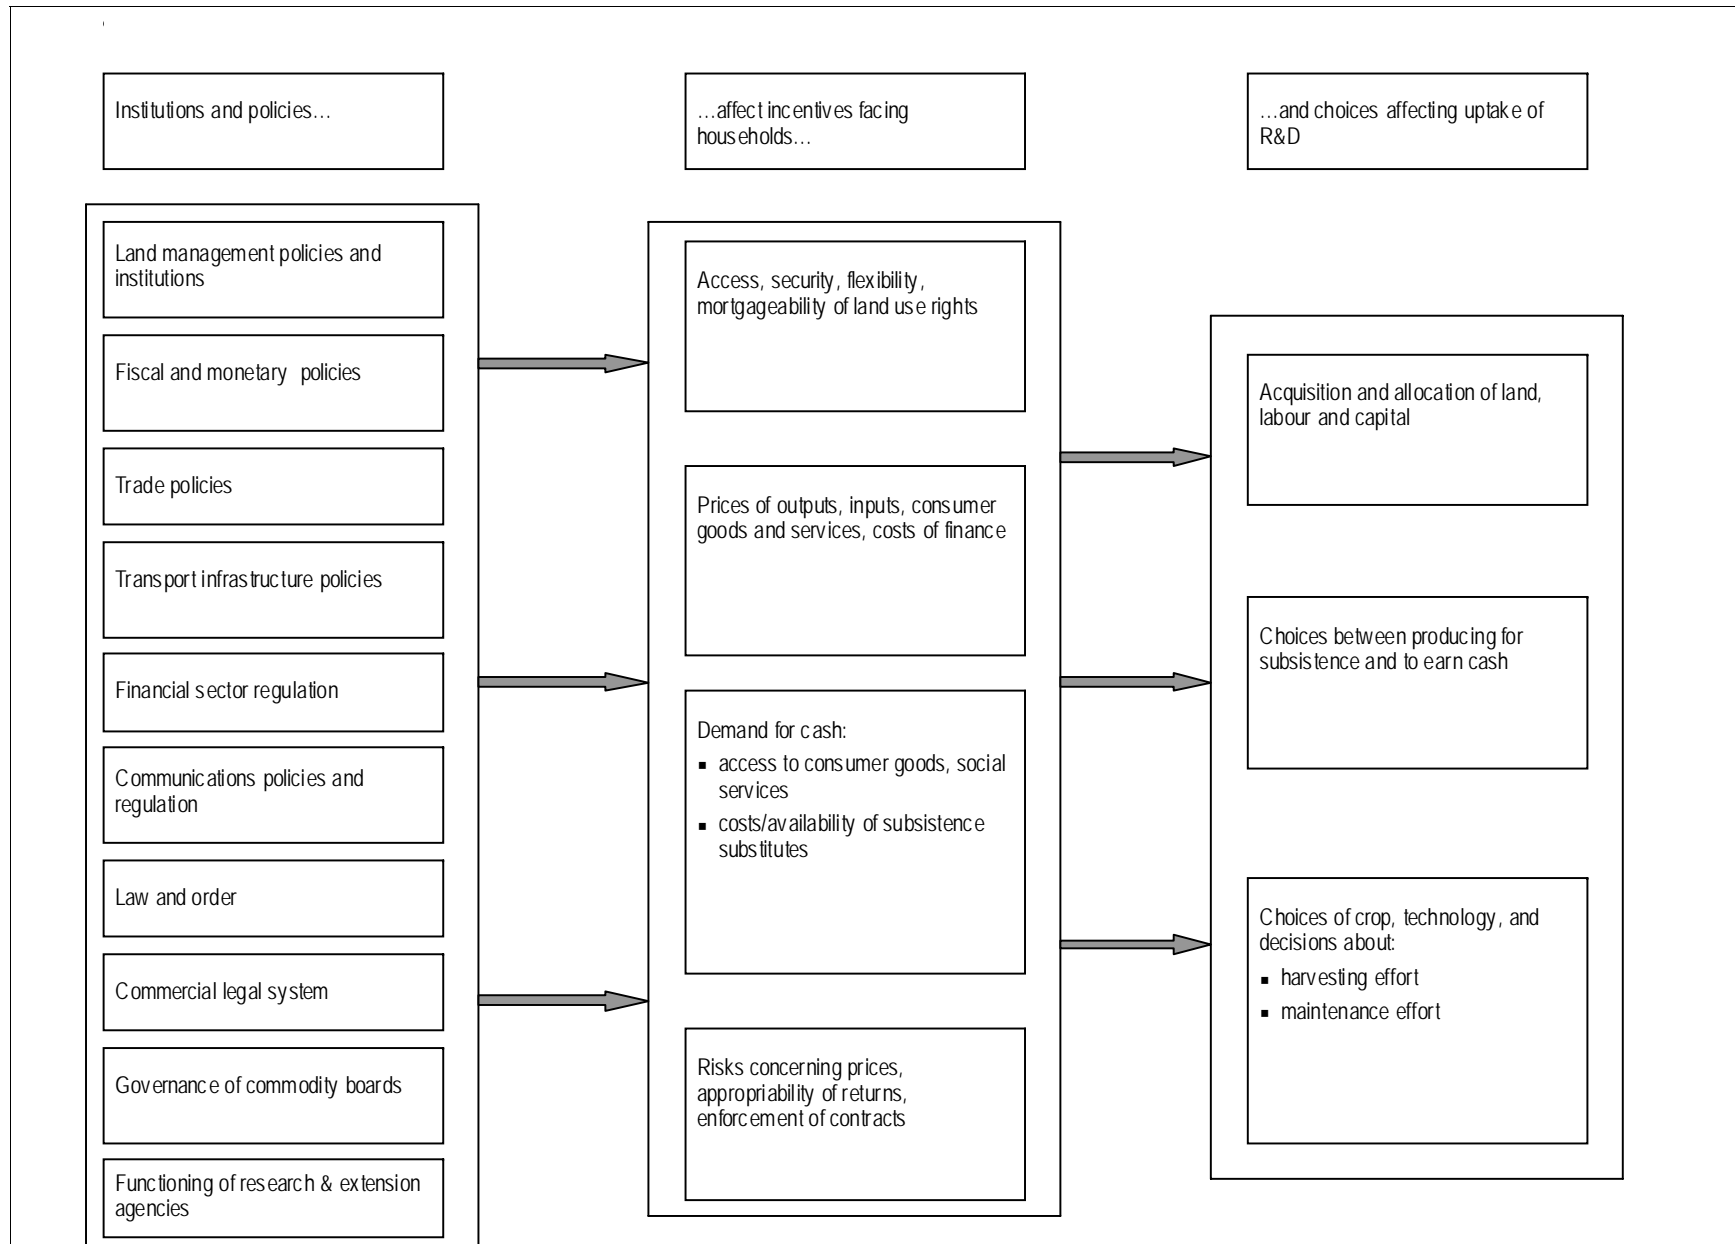 Institutions and policies…
…affect incentives facing
households…
…and choices affecting uptake of
R&D
Land management policies and
institutions
Fiscal and monetary policies
Trade policies
Transport infrastructure policies
Financial sector regulation
Communications policies and
regulation
Law and order
Commercial legal system
Governance of commodity boards
Functioning of research & extension
agencies
Access, security, flexibility,
mortgageability of land use rights
Prices of outputs, inputs, consumer
goods and services, costs of finance
Demand for cash:
▪ access to consumer goods, social
services
▪ costs/availability of subsistence
substitutes
Risks concerning prices,
appropriability of returns,
enforcement of contracts
Acquisition and allocation of land,
labour and capital
Choices between producing for
subsistence and to earn cash
Choices of crop, technology, and
decisions about:
▪ harvesting effort
▪ maintenance effort